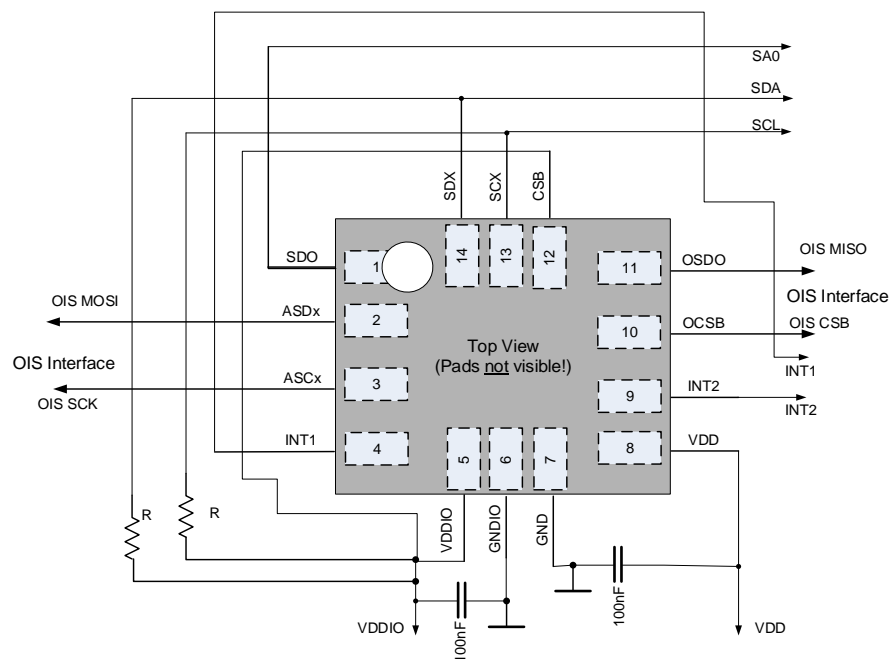 SA0
SDA
SCL
SDX
SCX
CSB
14
13
12
SDO
1
11
OSDO
OIS MISO
OIS MOSI
ASDx
2
10
OCSB
OIS Interface
OIS CSB
Top View
(Pads not visible!)
OIS Interface
ASCx
3
INT1
OIS SCK
9
INT2
INT2
INT1
4
5
6
7
8
VDD
R
R
VDDIO
GNDIO
GND
VDDIO
100nF
100nF
VDD